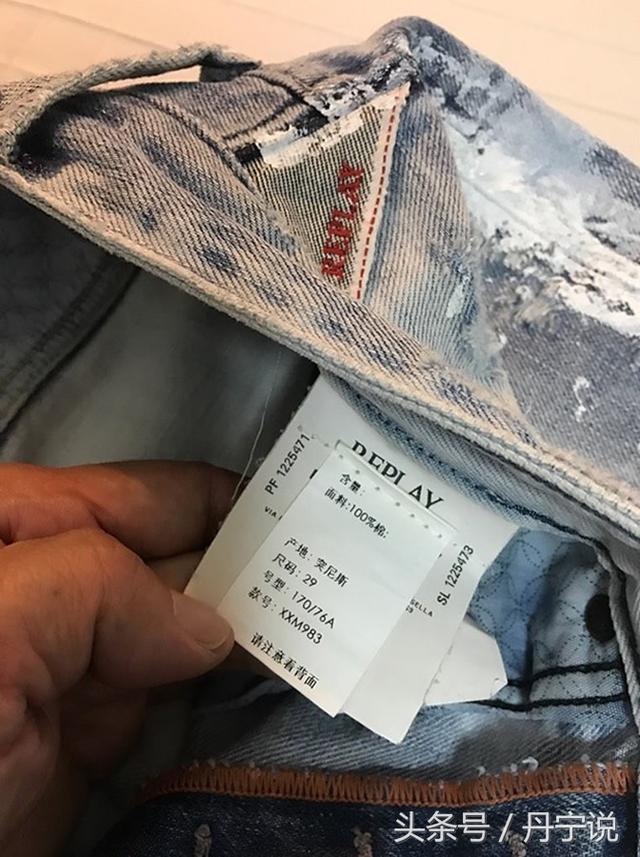 REPLAY
REPLAY
PF 1225471
VIA
含量:
面料:100%棉;
产地: 突尼斯
尺码: 29
号型: 170/76A
款号: XXM983
请注意看背面
SELLA
SL 1225473
头条号 / 丹宁说